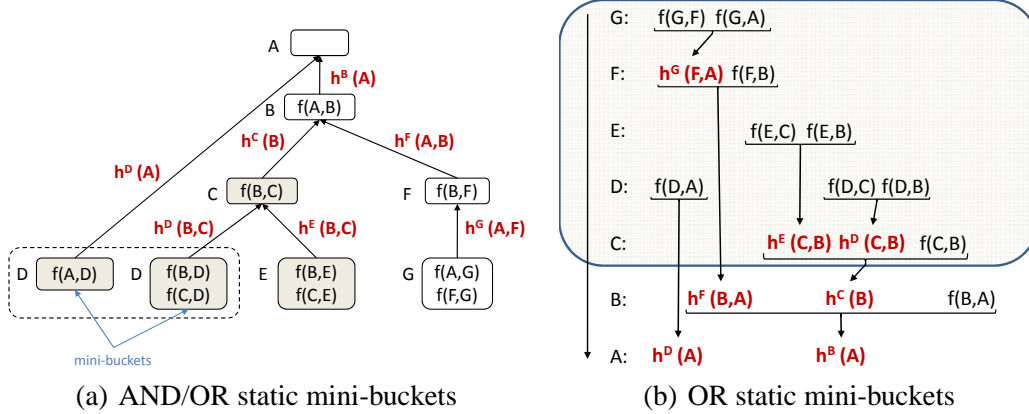 A
h^B (A)
B f(A,B)
h^C (B) h^F (A,B)
h^D (A)
C f(B,C) F f(B,F)
h^D (B,C) h^E (B,C) h^G (A,F)
D f(A,D) D f(B,D) f(C,D) E f(B,E) f(C,E) G f(A,G) f(F,G)
mini-buckets
(a) AND/OR static mini-buckets
G: f(G,F) f(G,A)
F: h^G (F,A) f(F,B)
E: f(E,C) f(E,B)
D: f(D,A) f(D,C) f(D,B)
C: h^E (C,B) h^D (C,B) f(C,B)
B: h^F (B,A) h^C (B) f(B,A)
A: h^D (A) h^B (A)
(b) OR static mini-buckets